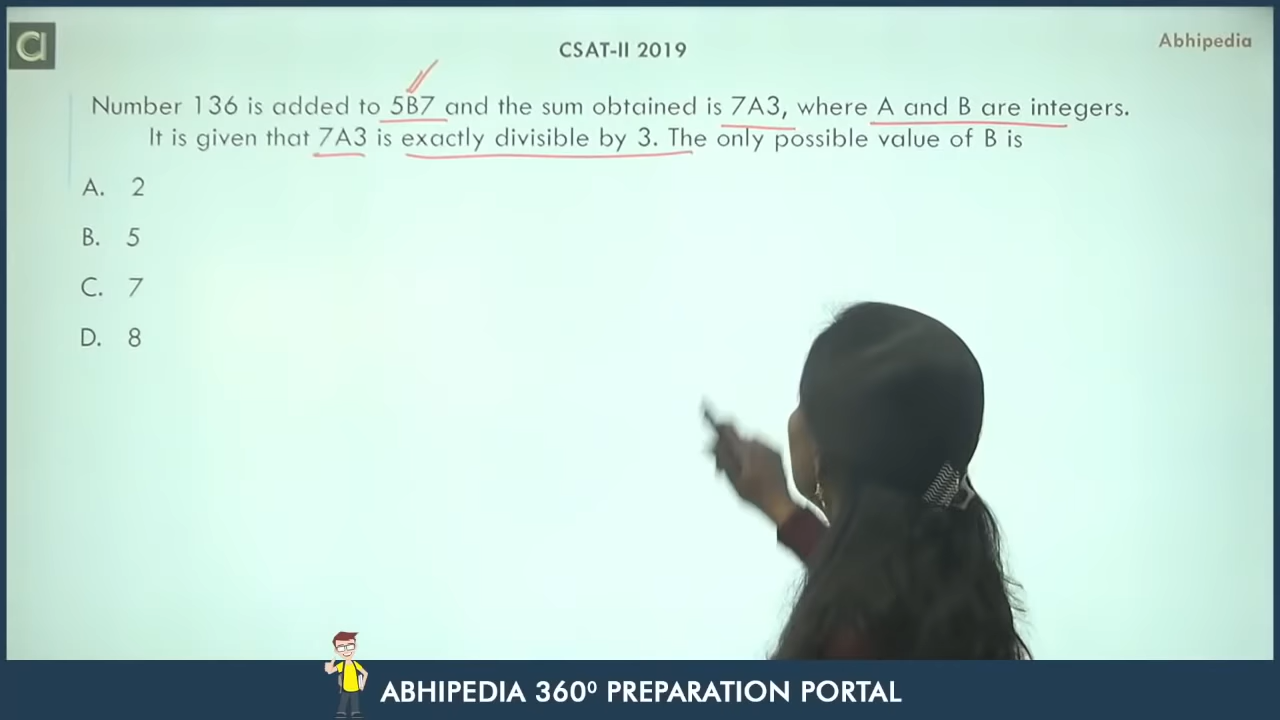 CSAT-II 2019
Abhipedia
Number 136 is added to 5B7 and the sum obtained is 7A3, where A and B are integers.
It is given that 7A3 is exactly divisible by 3. The only possible value of B is
A. 2
B. 5
C. 7
D. 8
ABHIPEDIA 360⁰ PREPARATION PORTAL